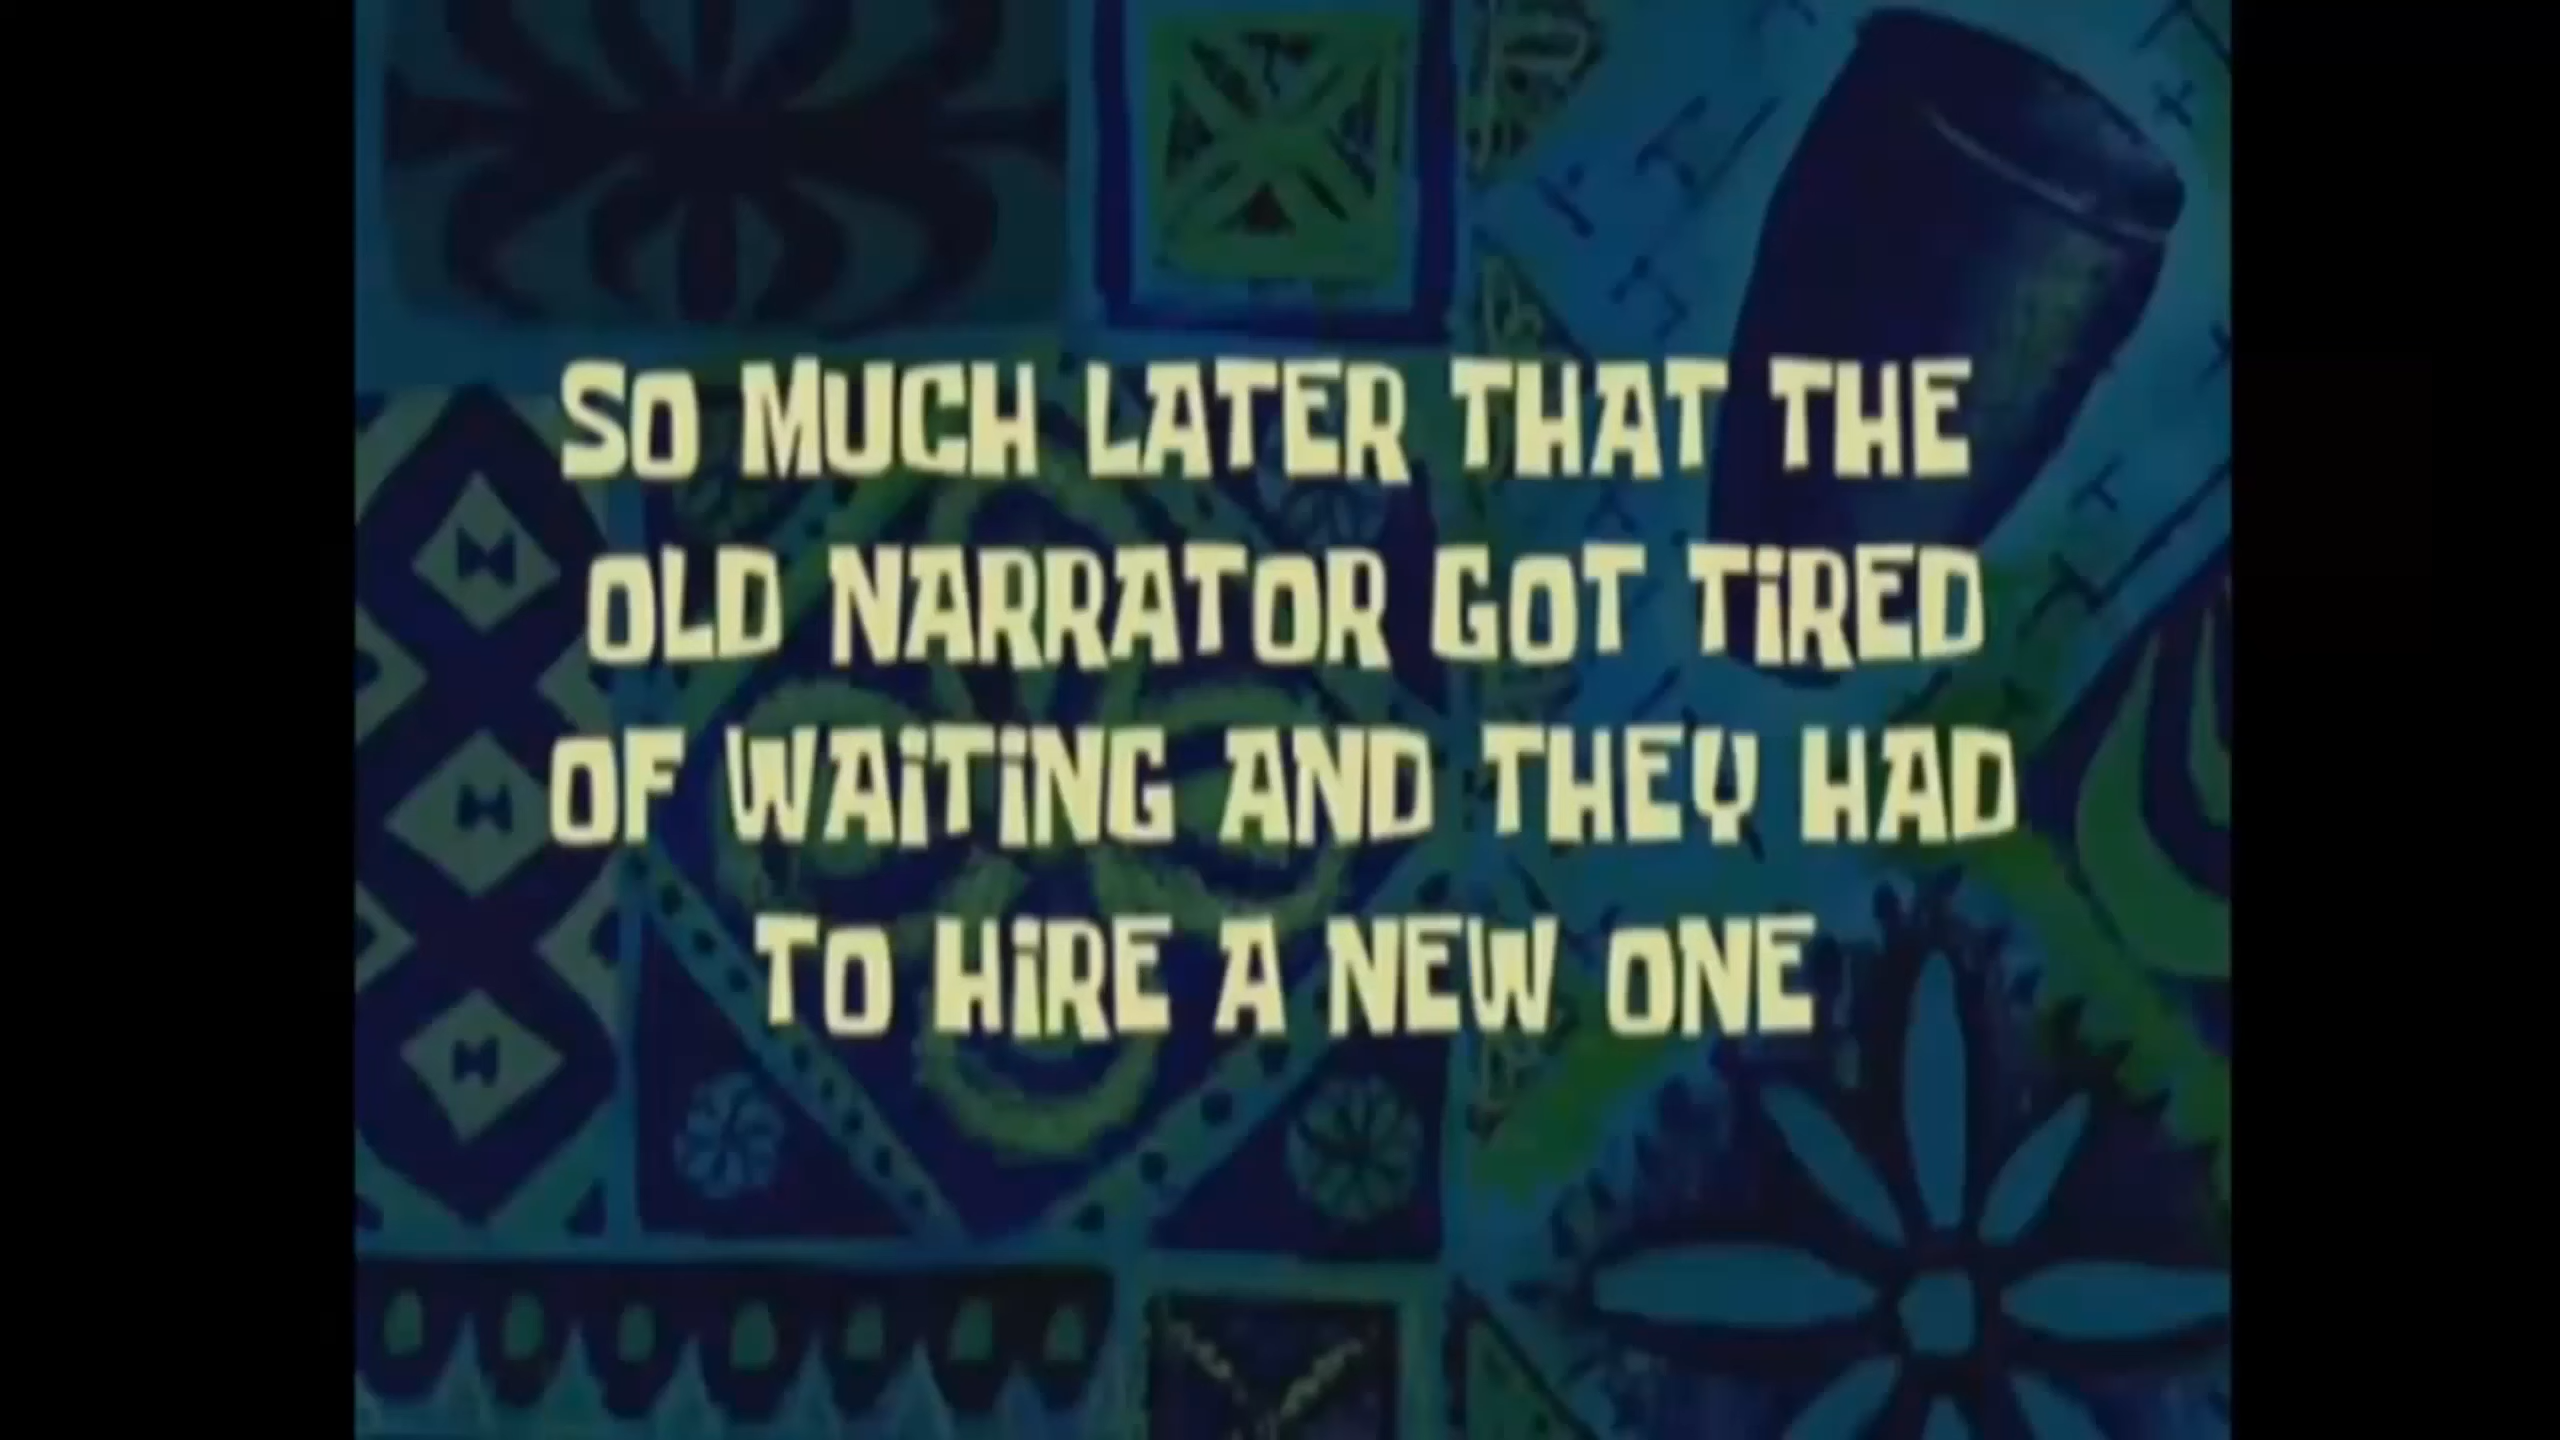 SO MUCH LATER THAT THE
OLD NARRATOR GOT TiRED
OF WAiTiNG AND THEY HAD
TO HiRE A NEW ONE